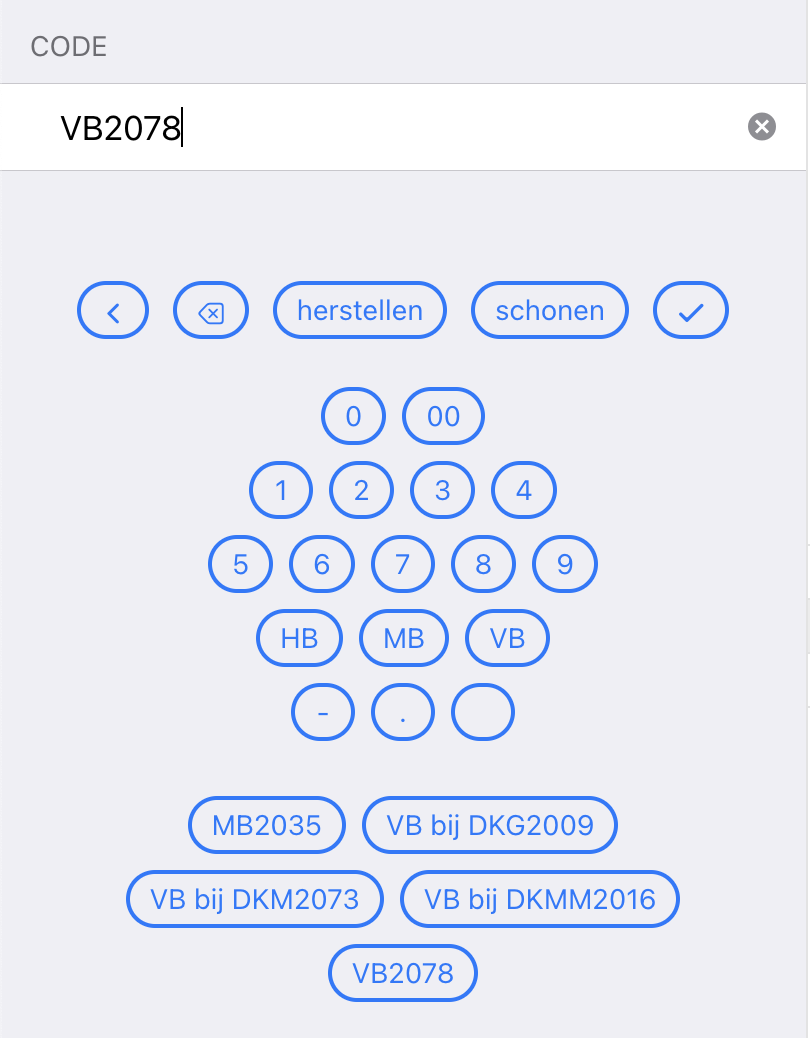 CODE
VB2078
herstellen schonen
0 00
1 2 3 4
5 6 7 8 9
HB MB VB
- .
MB2035 VB bij DKG2009
VB bij DKM2073 VB bij DKMM2016
VB2078